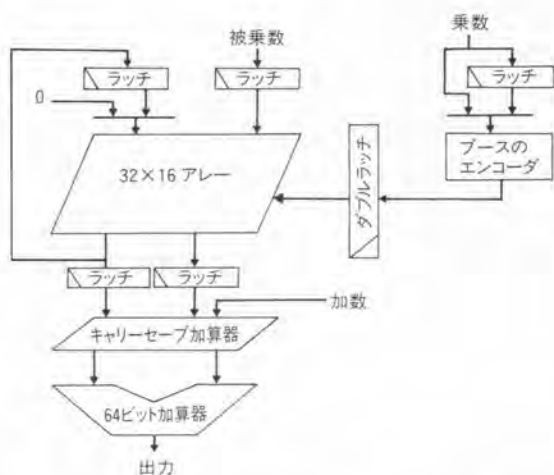 乗数
被乗数
ラッチ
ラッチ
ラッチ
0
ブースの
エンコーダ
32×16 アレー
ダブルラッチ
ラッチ
ラッチ
加数
キャリーセーブ加算器
64ビット加算器
出力